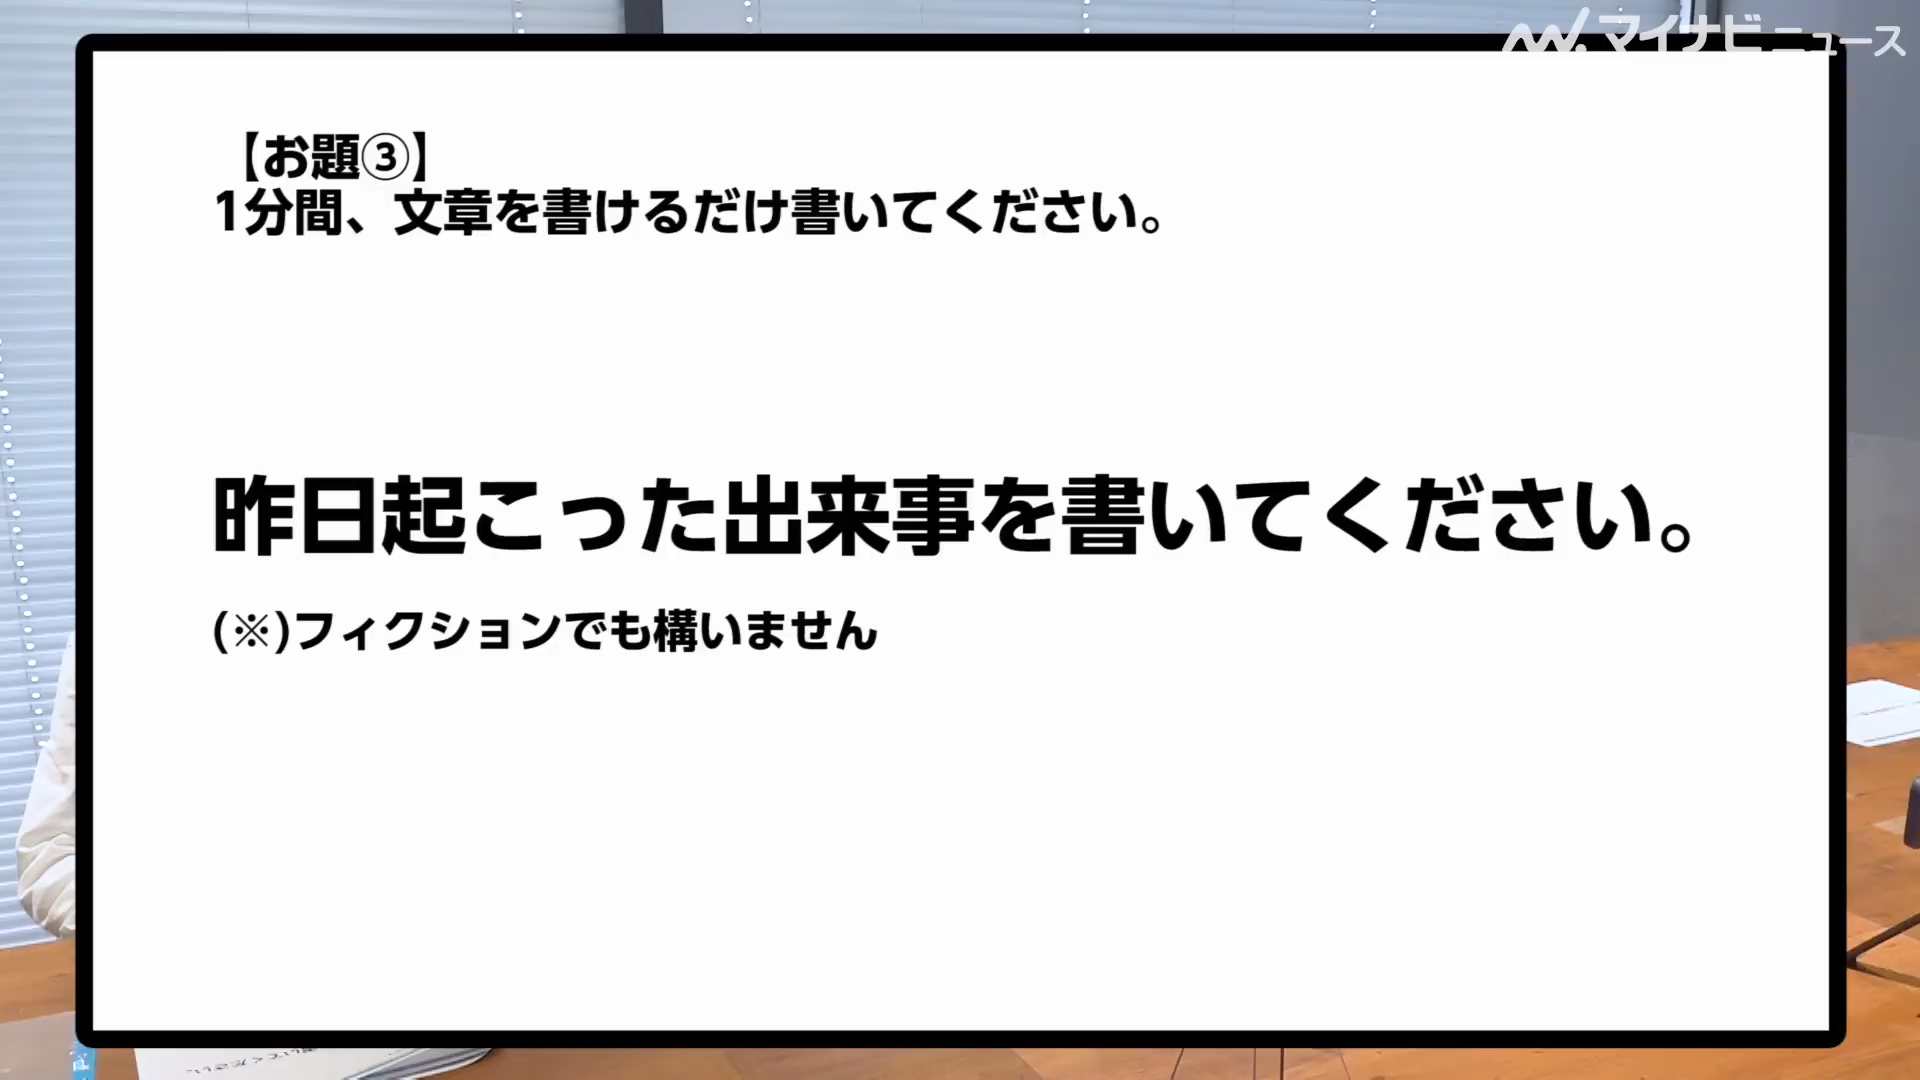 マイナビニュース
【お題③】
1分間、文章を書けるだけ書いてください。
昨日起こった出来事を書いてください。
(※)フィクションでも構いません